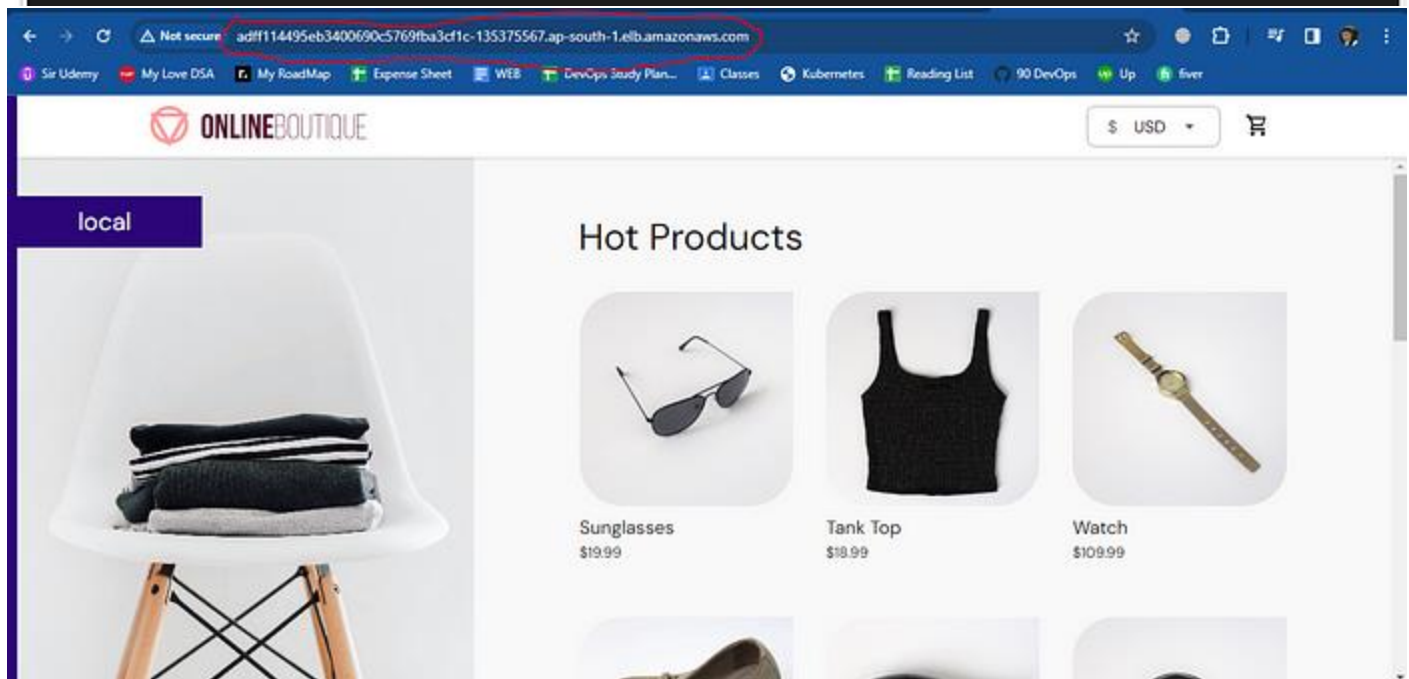 Not secure adff114495eb3400690c5769fba3cf1c-135375567.ap-south-1.elb.amazonaws.com
Sir Udemy My Love DSA My RoadMap Expense Sheet WEB DevOps Study Plan... Classes Kubernetes Reading List 90 DevOps Up fiver
ONLINEBOUTIQUE $ USD
local
Hot Products
Sunglasses Tank Top Watch
$19.99 $18.99 $109.99